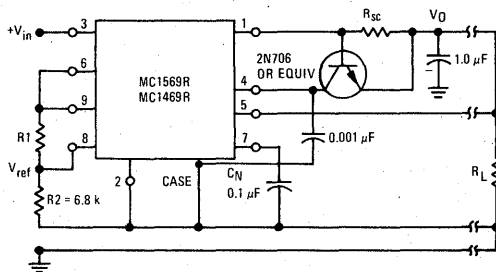 +Vin
3
6
9
8
2
MC1569R
MC1469R
1
4
5
7
R1
Vref
R2 = 6.8 k
CASE
CN
0.1 µF
2N706
OR EQUIV
0.001 µF
RSC
VO
1.0 µF
RL